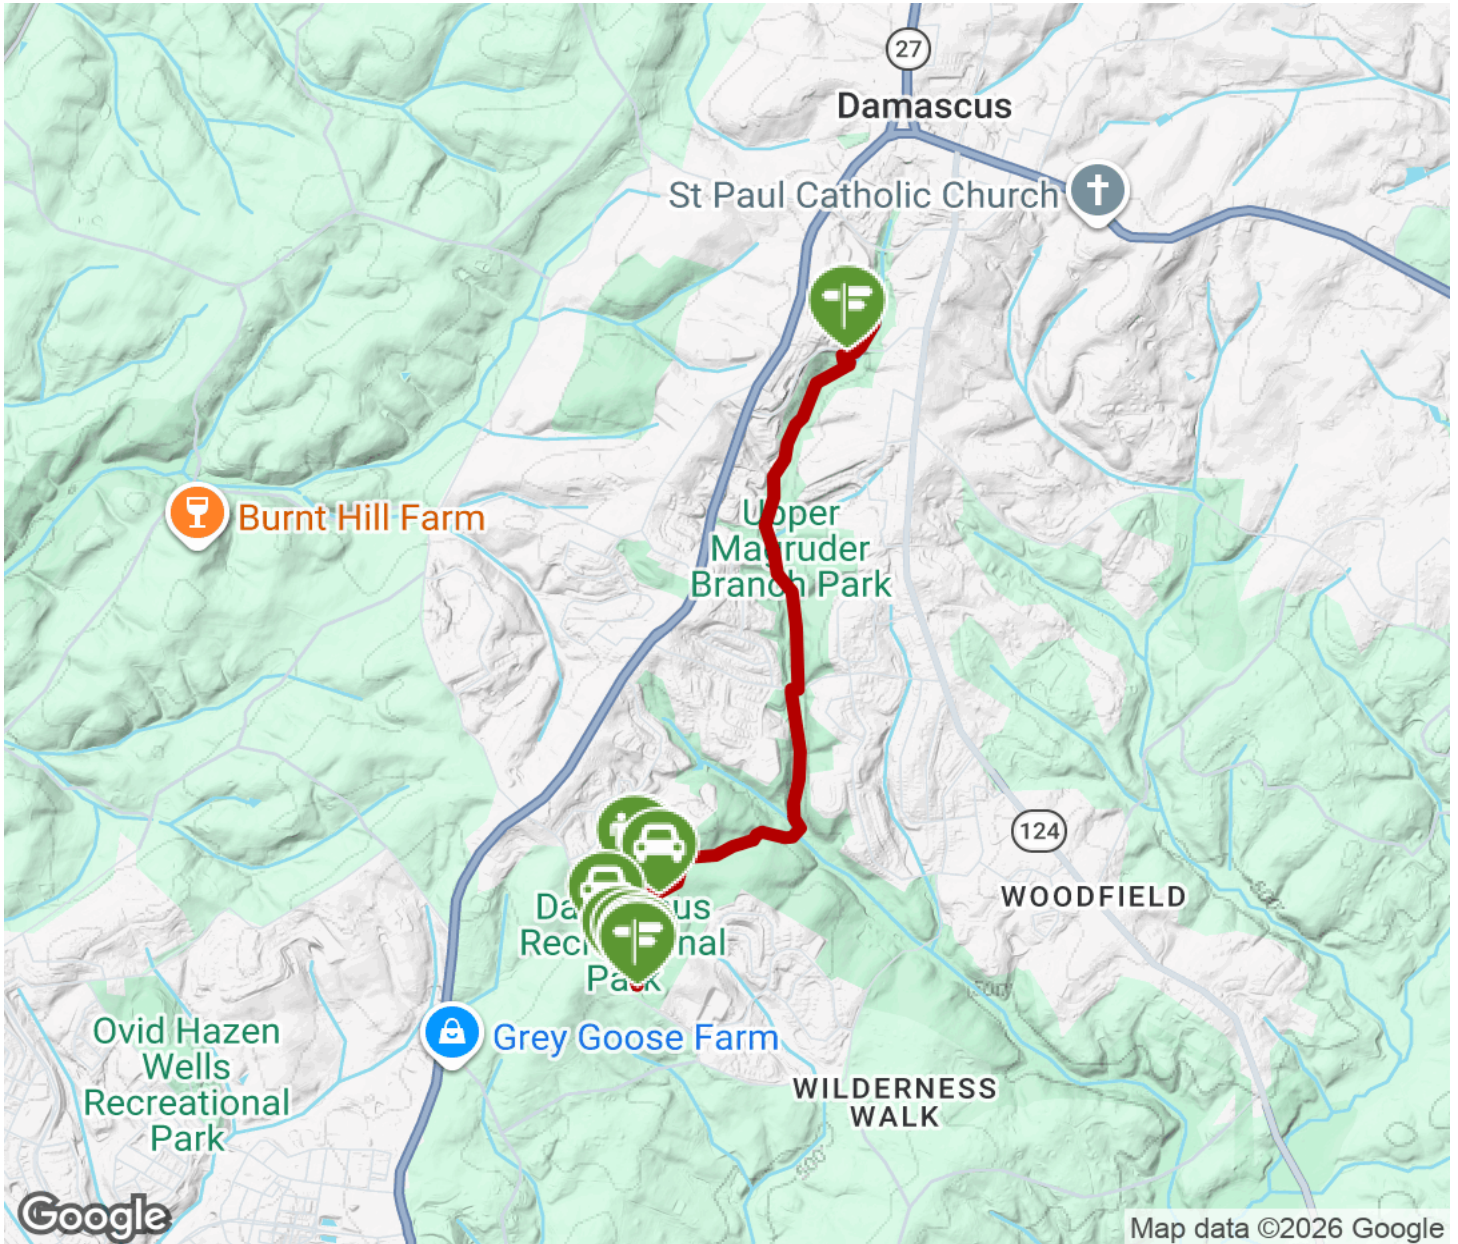 27
Damascus
St Paul Catholic Church
Burnt Hill Farm
Upper
Magruder
Branch Park
124
WOODFIELD
Park
Grey Goose Farm
Ovid Hazen
Wells
Recreational
Park
WILDERNESS
WALK
Google
Map data ©2026 Google